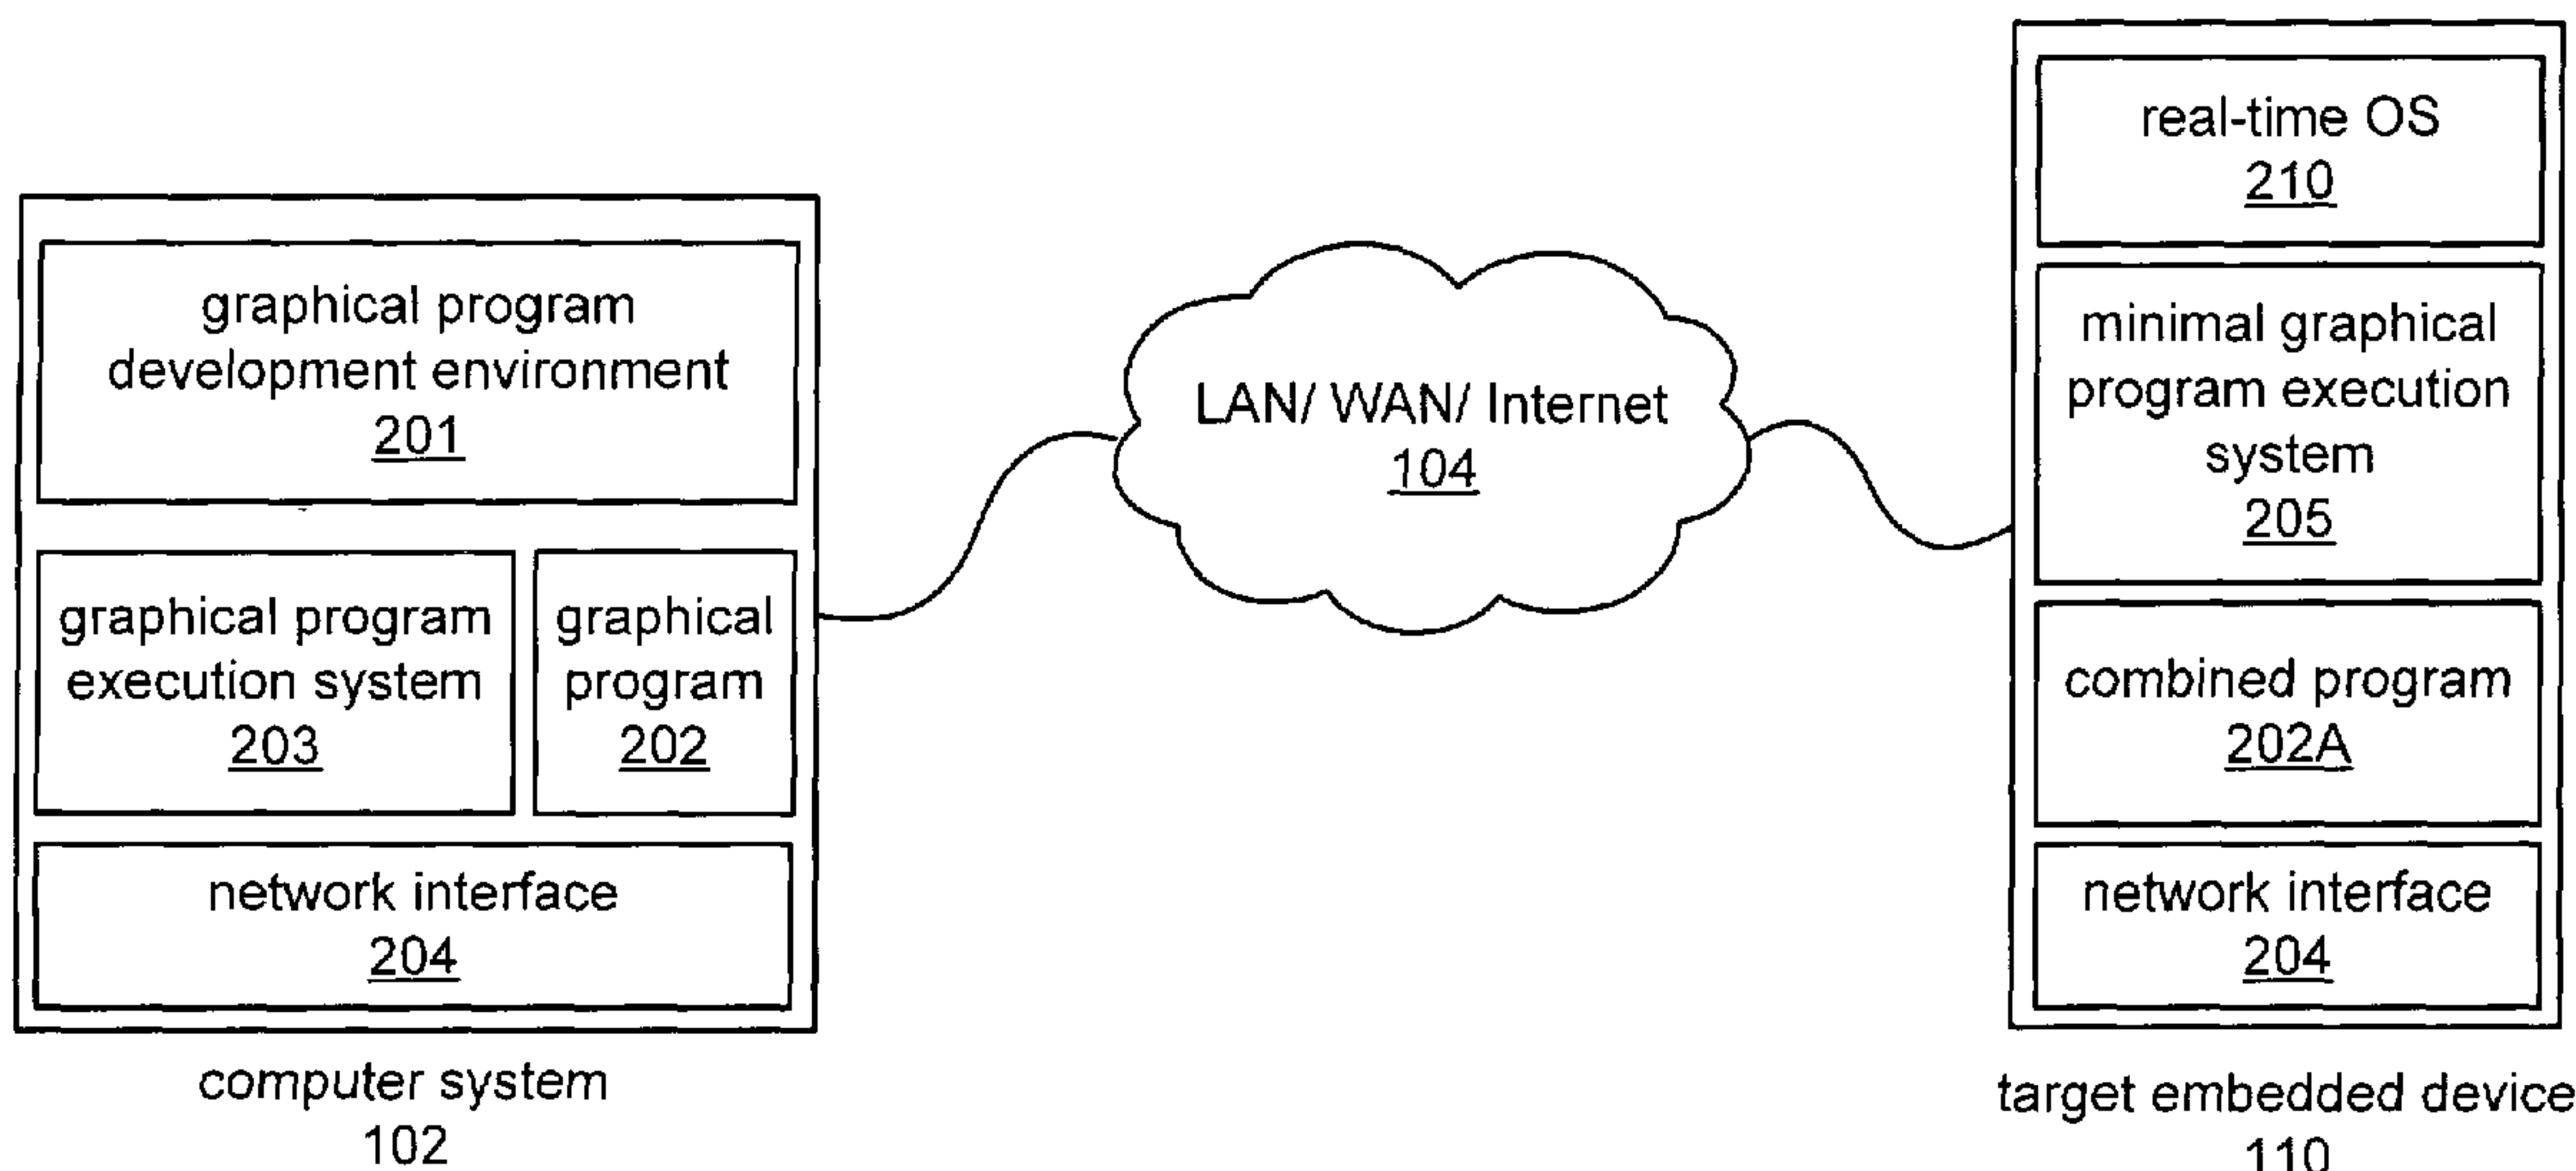 graphical program
development environment
201
graphical program
execution system
203
graphical
program
202
network interface
204
computer system
102
LAN/ WAN/ Internet
104
real-time OS
210
minimal graphical
program execution
system
205
combined program
202A
network interface
204
target embedded device
110